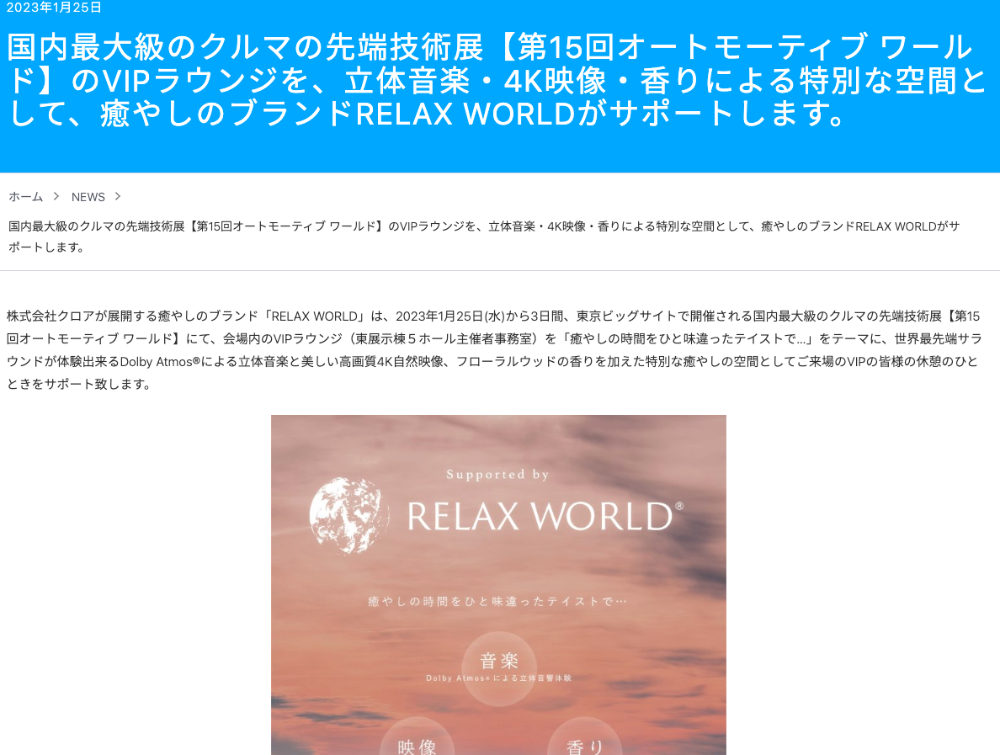 2023年1月25日
国内最大級のクルマの先端技術展【第15回オートモーティブ ワール
ド】のVIPラウンジを、立体音楽・4K映像・香りによる特別な空間と
して、癒やしのブランドRELAX WORLDがサポートします。
ホーム > NEWS >
国内最大級のクルマの先端技術展【第15回オートモーティブ ワールド】のVIPラウンジを、立体音楽・4K映像・香りによる特別な空間として、癒やしのブランドRELAX WORLDがサ
ポートします。
株式会社クロアが展開する癒やしのブランド「RELAX WORLD」は、2023年1月25日(水)から3日間、東京ビッグサイトで開催される国内最大級のクルマの先端技術展【第15
回オートモーティブ ワールド】にて、会場内のVIPラウンジ（東展示棟５ホール主催者事務室）を「癒やしの時間をひと味違ったテイストで…」をテーマに、世界最先端サラ
ウンドが体験出来るDolby Atmos®による立体音楽と美しい高画質4K自然映像、フローラルウッドの香りを加えた特別な癒やしの空間としてご来場のVIPの皆様の休憩のひと
ときをサポート致します。
Supported by
RELAX WORLD®
癒やしの時間をひと味違ったテイストで…
音楽
Dolby Atmos® による立体音響体験
映像
香り